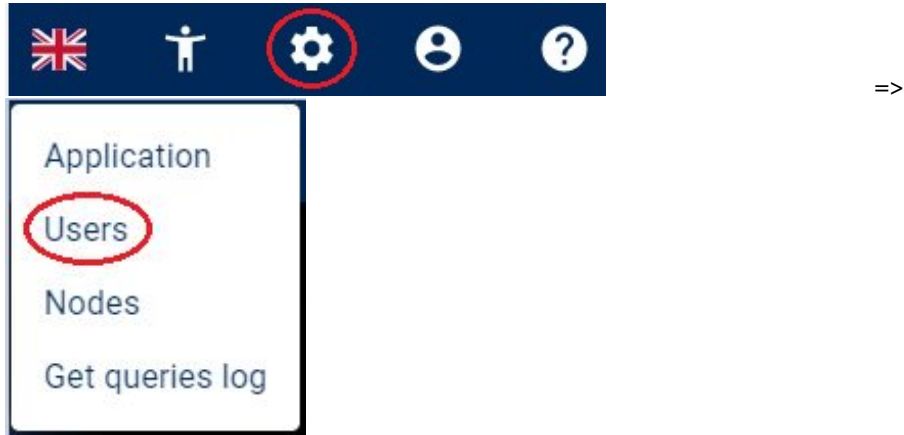 =>
Application
Users
Nodes
Get queries log